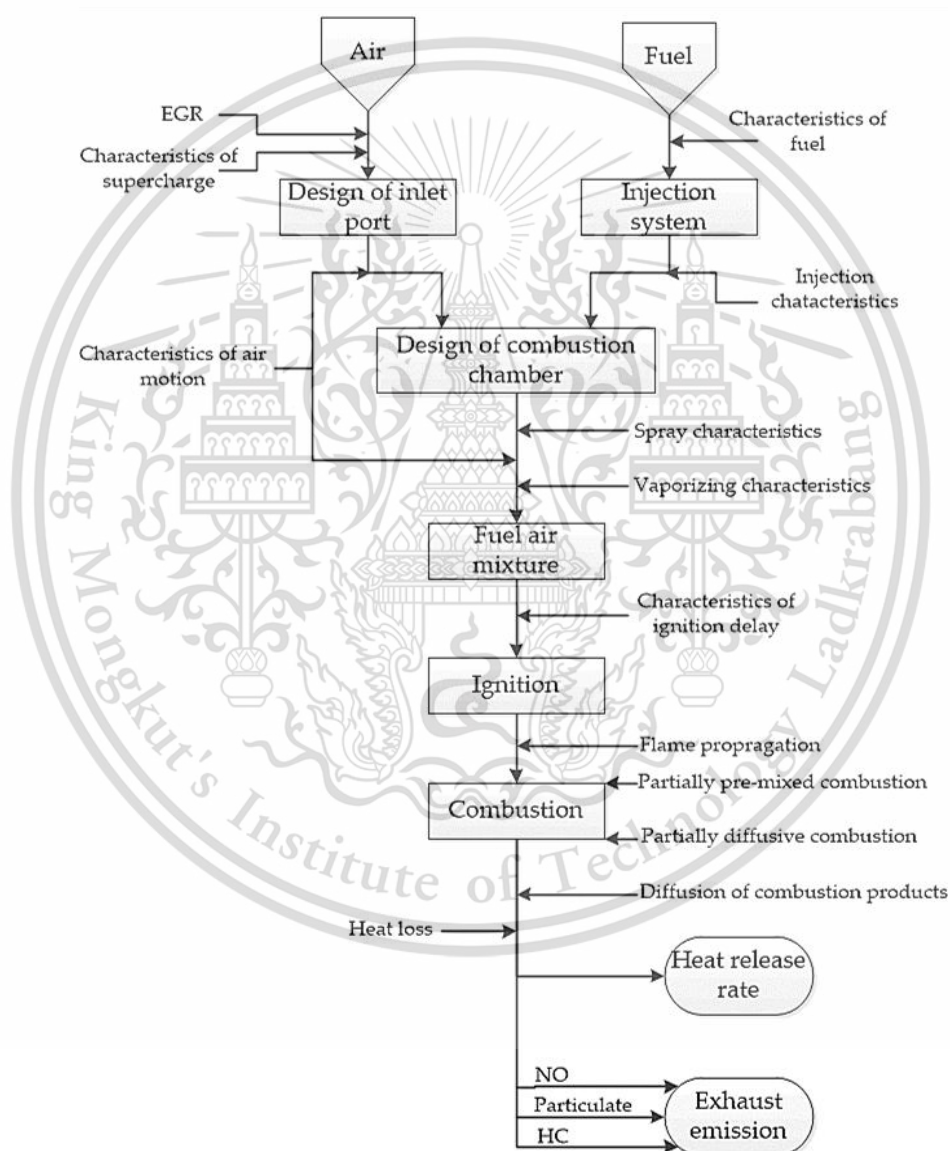 Air
Fuel
EGR
Characteristics of
supercharge
Characteristics of
fuel
Design of inlet
port
Injection
system
Injection
chatacteristics
Characteristics of air
motion
Design of combustion
chamber
Spray characteristics
Vaporizing characteristics
Fuel air
mixture
Characteristics of
ignition delay
Ignition
Flame propragation
Partially pre-mixed combustion
Combustion
Partially diffusive combustion
Diffusion of combustion products
Heat loss
Heat release
rate
NO
Particulate
HC
Exhaust
emission
King Mongkut's Institute of Technology Ladkrabang